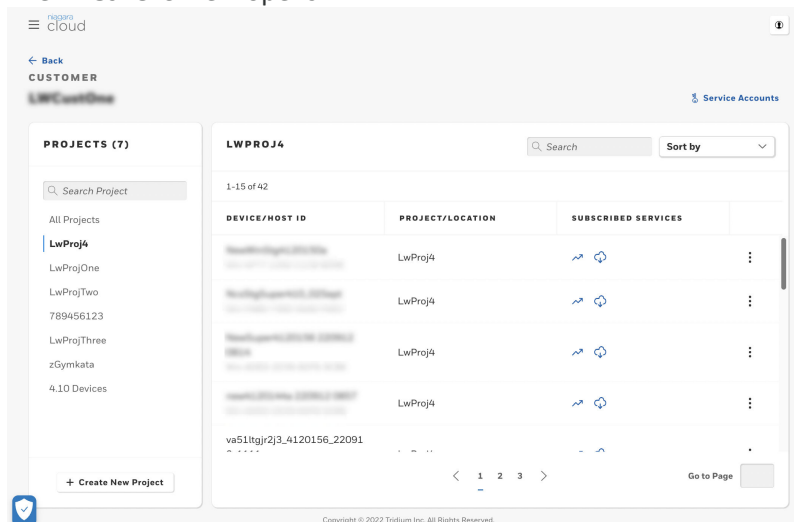 niagara
cloud
← Back
CUSTOMER
Service Accounts
PROJECTS (7)
Search Project
All Projects
LwProj4
LwProjOne
LwProjTwo
789456123
LwProjThree
zGymkata
4.10 Devices
+ Create New Project
LWPROJ4
Search
Sort by
1-15 of 42
DEVICE/HOST ID PROJECT/LOCATION SUBSCRIBED SERVICES
LwProj4
LwProj4
LwProj4
LwProj4
va51ltgjr2j3_4120156_22091
1 2 3
Go to Page
Copyright © 2022 Tridium Inc. All Rights Reserved.